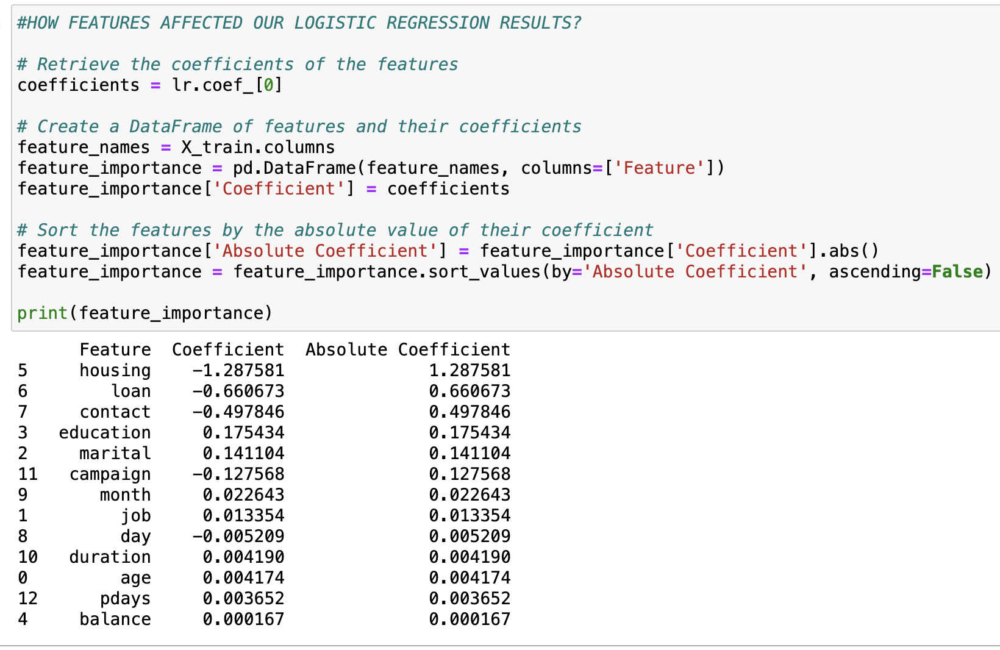 #HOW FEATURES AFFECTED OUR LOGISTIC REGRESSION RESULTS?
# Retrieve the coefficients of the features
coefficients = lr.coef_[0]
# Create a DataFrame of features and their coefficients
feature_names = X_train.columns
feature_importance = pd.DataFrame(feature_names, columns=['Feature'])
feature_importance['Coefficient'] = coefficients
# Sort the features by the absolute value of their coefficient
feature_importance['Absolute Coefficient'] = feature_importance['Coefficient'].abs()
feature_importance = feature_importance.sort_values(by='Absolute Coefficient', ascending=False)
print(feature_importance)
Feature Coefficient Absolute Coefficient
5 housing −1.287581 1.287581
6 loan −0.660673 0.660673
7 contact −0.497846 0.497846
3 education 0.175434 0.175434
2 marital 0.141104 0.141104
11 campaign −0.127568 0.127568
9 month 0.022643 0.022643
1 job 0.013354 0.013354
8 day −0.005209 0.005209
10 duration 0.004190 0.004190
0 age 0.004174 0.004174
12 pdays 0.003652 0.003652
4 balance 0.000167 0.000167